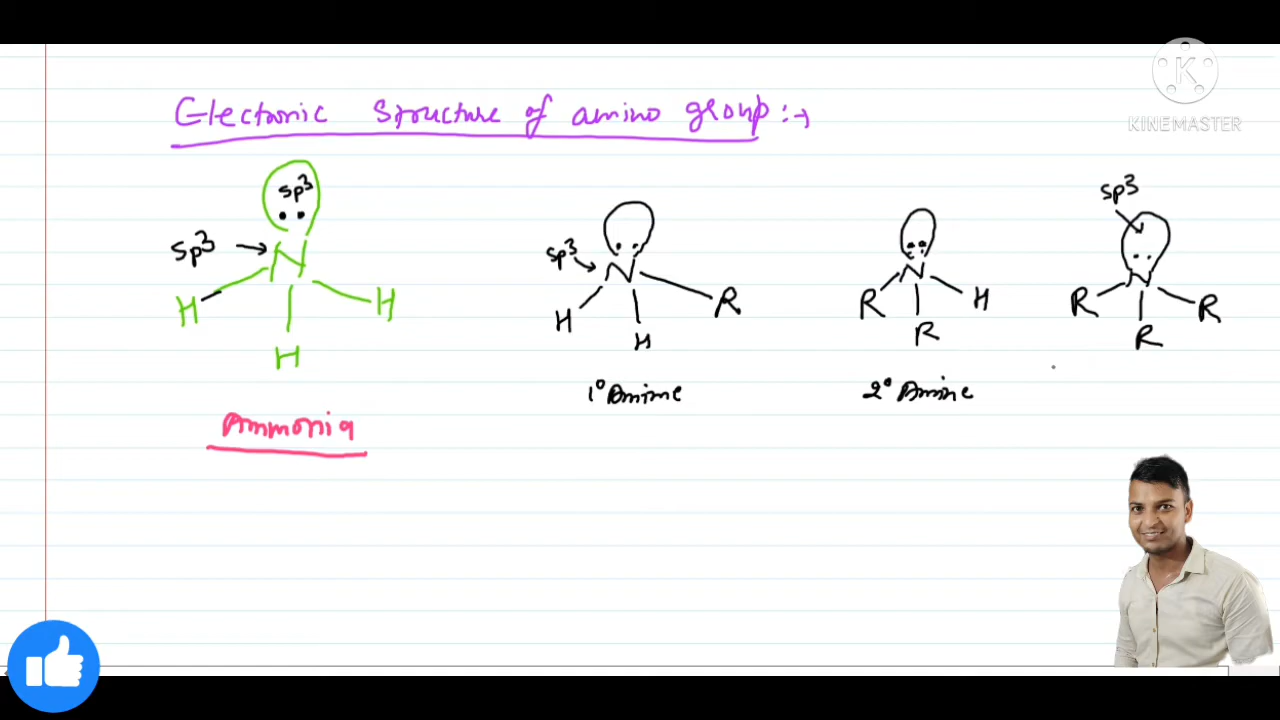 KINEMASTER
Electronic Structure of amino group :→
sp³
sp³ → N
H H
H
Ammonia
sp³ N
H H R
1° Amine
N
R R H
2° Amine
sp³
N
R R R